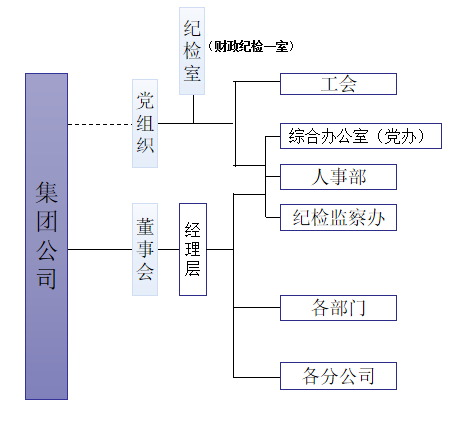 纪检室
（财政纪检一室）
工会
党组织
综合办公室（党办）
人事部
集团公司
董事会
经理层
纪检监察办
各部门
各分公司